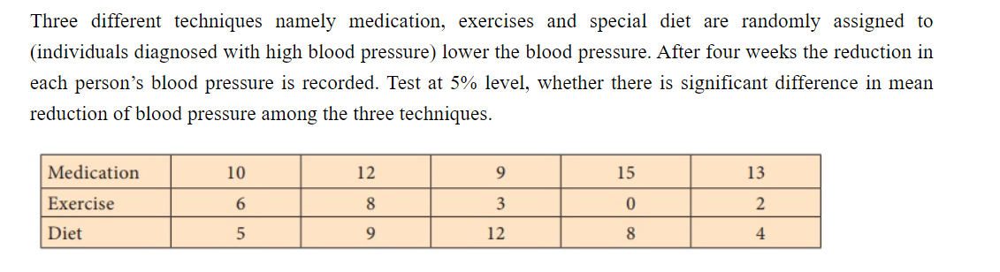 Three different techniques namely medication, exercises and special diet are randomly assigned to
(individuals diagnosed with high blood pressure) lower the blood pressure. After four weeks the reduction in
each person’s blood pressure is recorded. Test at 5% level, whether there is significant difference in mean
reduction of blood pressure among the three techniques.
Medication 10 12 9 15 13
Exercise 6 8 3 0 2
Diet 5 9 12 8 4